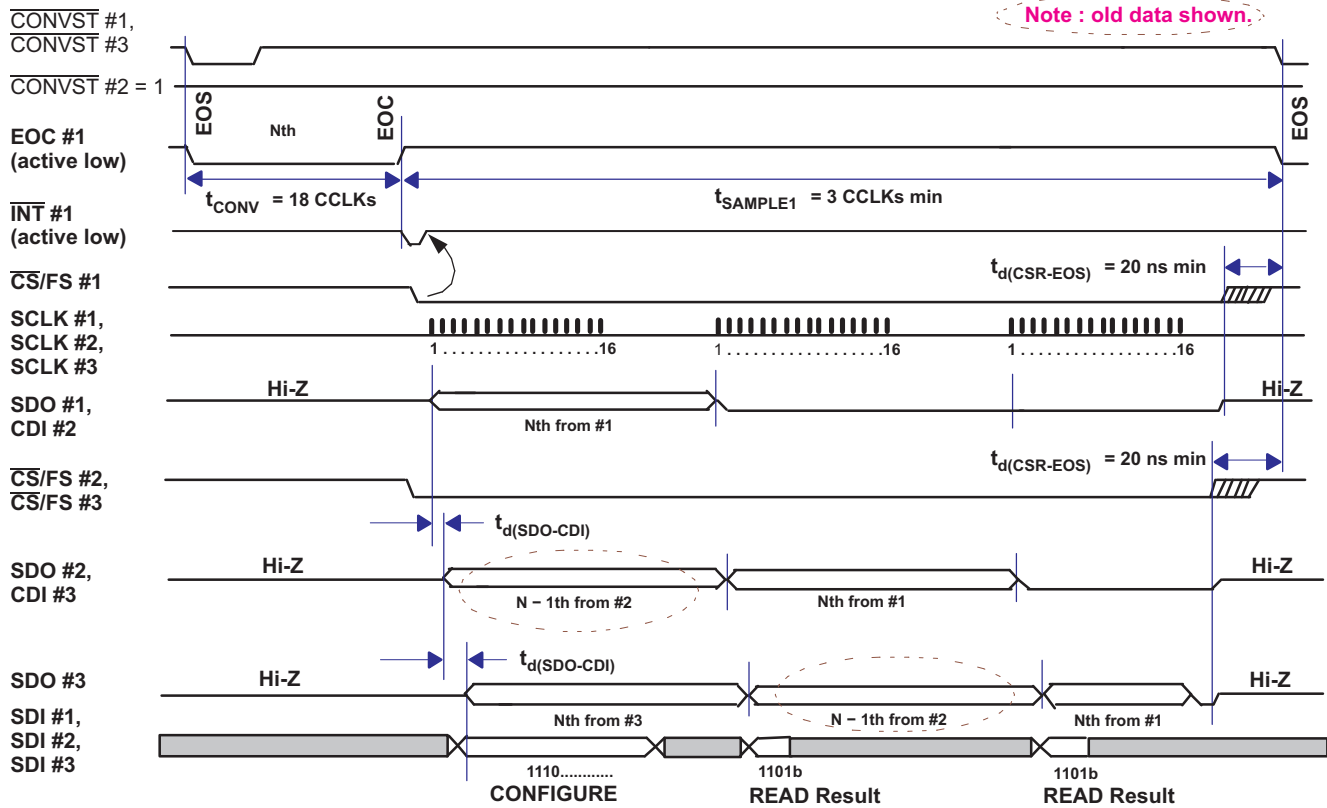 CONVST #1,
CONVST #3
Note : old data shown.
CONVST #2 = 1
EOS
Nth
EOC
EOS
EOC #1
(active low)
tCONV = 18 CCLKs
tSAMPLE1 = 3 CCLKs min
INT #1
(active low)
td(CSR-EOS) = 20 ns min
CS/FS #1
SCLK #1,
SCLK #2,
SCLK #3
1 . . . . . . . . . . . . . . . . . .16
1 . . . . . . . . . . . . . . . . . .16
1 . . . . . . . . . . . . . . . . . .16
Hi-Z
Hi-Z
SDO #1,
CDI #2
Nth from #1
td(CSR-EOS) = 20 ns min
CS/FS #2,
CS/FS #3
td(SDO-CDI)
SDO #2,
CDI #3
Hi-Z
Hi-Z
N − 1th from #2
Nth from #1
td(SDO-CDI)
SDO #3
Hi-Z
Hi-Z
Nth from #3
N − 1th from #2
Nth from #1
SDI #1,
SDI #2,
SDI #3
1110............
1101b
1101b
CONFIGURE
READ Result
READ Result